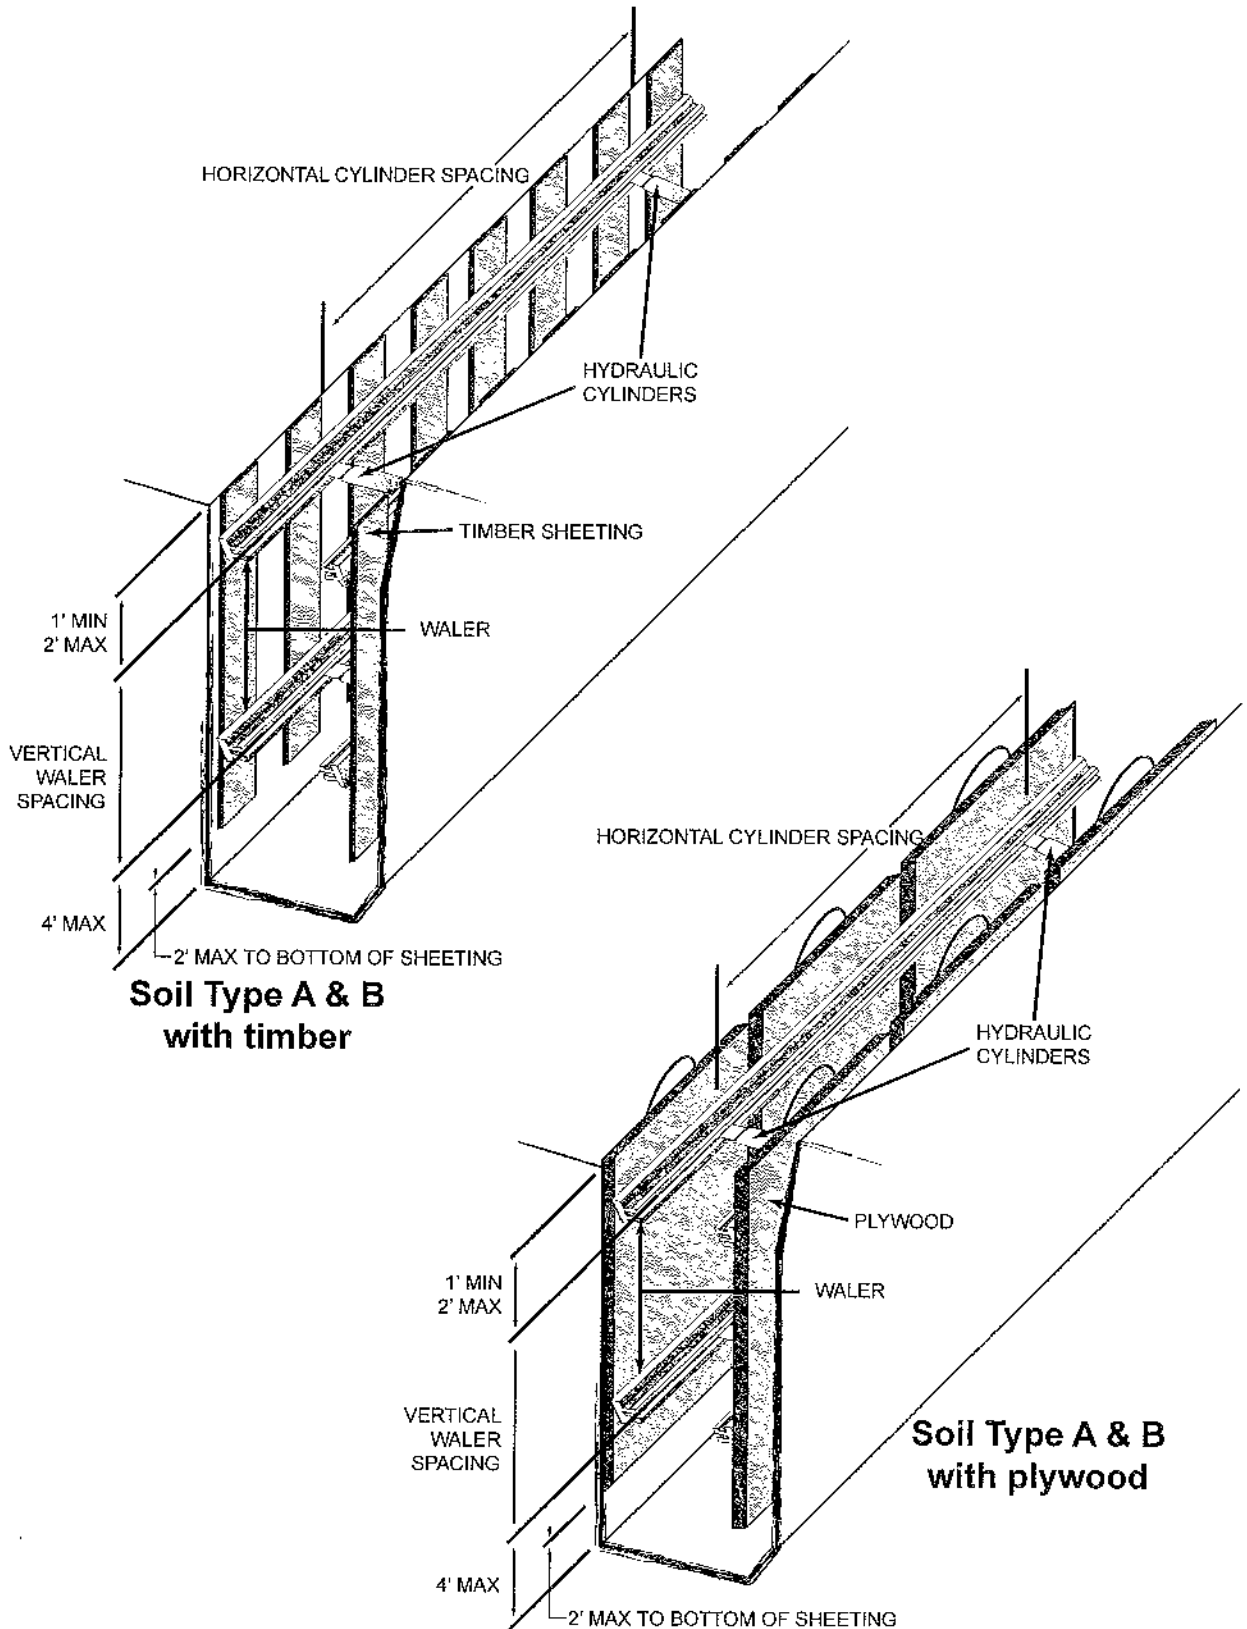 HORIZONTAL CYLINDER SPACING
HYDRAULIC
CYLINDERS
TIMBER SHEETING
1' MIN
2' MAX
WALER
VERTICAL
WALER
SPACING
4' MAX
2' MAX TO BOTTOM OF SHEETING
Soil Type A & B
with timber
HORIZONTAL CYLINDER SPACING
HYDRAULIC
CYLINDERS
PLYWOOD
1' MIN
2' MAX
WALER
VERTICAL
WALER
SPACING
Soil Type A & B
with plywood
4' MAX
2' MAX TO BOTTOM OF SHEETING